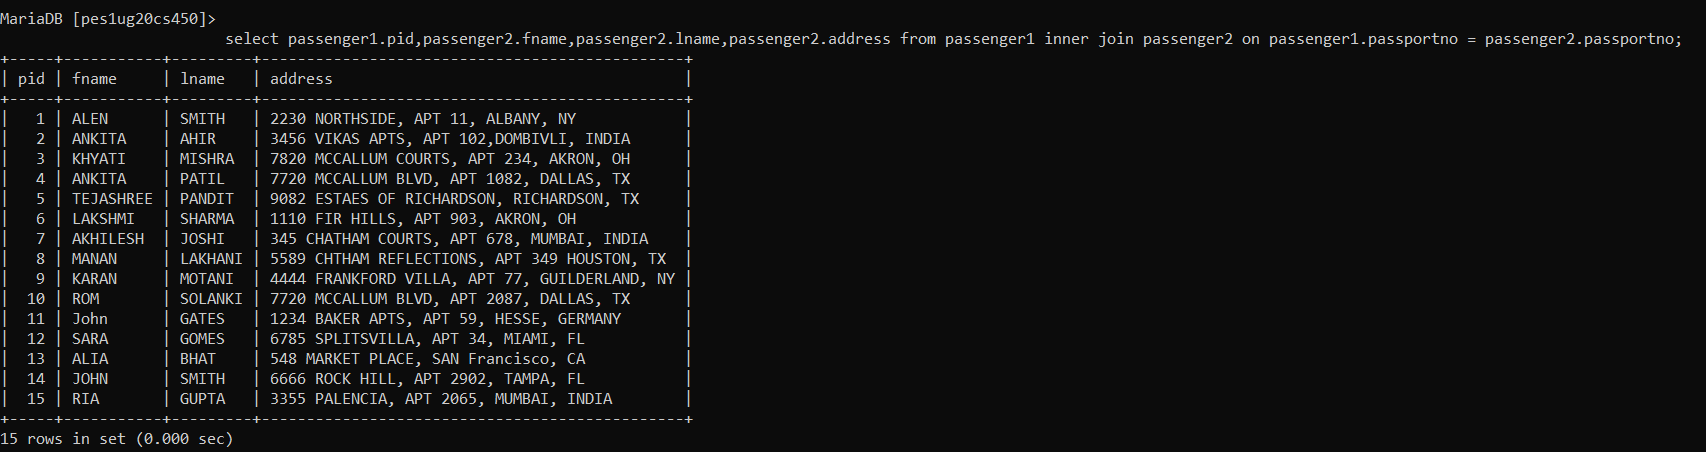 MariaDB [pes1ug20cs450]>
select passenger1.pid,passenger2.fname,passenger2.lname,passenger2.address from passenger1 inner join passenger2 on passenger1.passportno = passenger2.passportno;
+-----+-----------+---------+-----------------------------------------------+
| pid | fname     | lname   | address                                       |
+-----+-----------+---------+-----------------------------------------------+
|   1 | ALEN      | SMITH   | 2230 NORTHSIDE, APT 11, ALBANY, NY            |
|   2 | ANKITA    | AHIR    | 3456 VIKAS APTS, APT 102,DOMBIVLI, INDIA      |
|   3 | KHYATI    | MISHRA  | 7820 MCCALLUM COURTS, APT 234, AKRON, OH      |
|   4 | ANKITA    | PATIL   | 7720 MCCALLUM BLVD, APT 1082, DALLAS, TX      |
|   5 | TEJASHREE | PANDIT  | 9082 ESTAES OF RICHARDSON, RICHARDSON, TX     |
|   6 | LAKSHMI   | SHARMA  | 1110 FIR HILLS, APT 903, AKRON, OH            |
|   7 | AKHILESH  | JOSHI   | 345 CHATHAM COURTS, APT 678, MUMBAI, INDIA    |
|   8 | MANAN     | LAKHANI | 5589 CHTHAM REFLECTIONS, APT 349 HOUSTON, TX  |
|   9 | KARAN     | MOTANI  | 4444 FRANKFORD VILLA, APT 77, GUILDERLAND, NY |
|  10 | ROM       | SOLANKI | 7720 MCCALLUM BLVD, APT 2087, DALLAS, TX      |
|  11 | John      | GATES   | 1234 BAKER APTS, APT 59, HESSE, GERMANY       |
|  12 | SARA      | GOMES   | 6785 SPLITSVILLA, APT 34, MIAMI, FL           |
|  13 | ALIA      | BHAT    | 548 MARKET PLACE, SAN Francisco, CA           |
|  14 | JOHN      | SMITH   | 6666 ROCK HILL, APT 2902, TAMPA, FL           |
|  15 | RIA       | GUPTA   | 3355 PALENCIA, APT 2065, MUMBAI, INDIA        |
+-----+-----------+---------+-----------------------------------------------+
15 rows in set (0.000 sec)